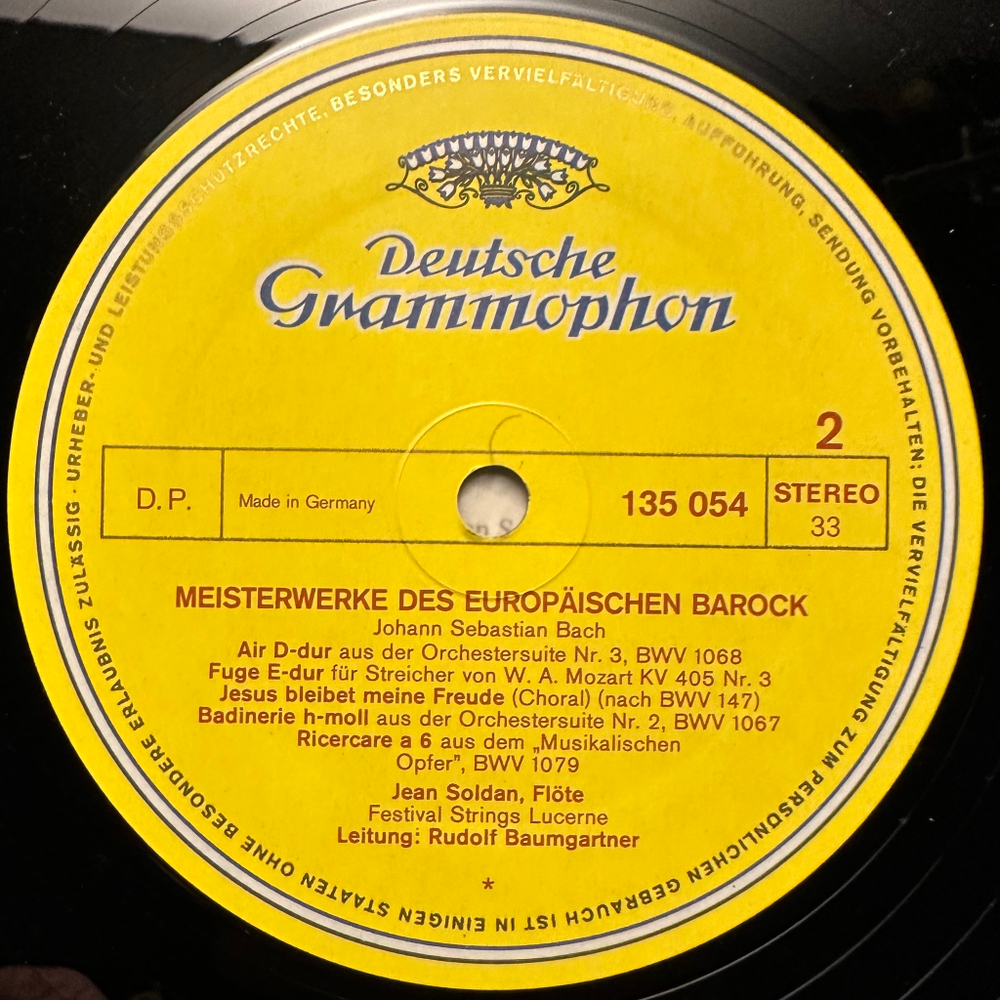 URHEBER- UND LEISTUNGSSCHUTZRECHTE, BESONDERS VERVIELFÄLTIGUNG, AUFFÜHRUNG, SENDUNG VORBEHALTEN; DIE VERVIELFÄLTIGUNG ZUM PERSÖNLICHEN GEBRAUCH IST IN EINIGEN STAATEN OHNE BESONDERE ERLAUBNIS ZULÄSSIG ·
Deutsche
Grammophon
2
D.P.
Made in Germany
135 054
STEREO
33
MEISTERWERKE DES EUROPÄISCHEN BAROCK
Johann Sebastian Bach
Air D-dur aus der Orchestersuite Nr. 3, BWV 1068
Fuge E-dur für Streicher von W. A. Mozart KV 405 Nr. 3
Jesus bleibet meine Freude (Choral) (nach BWV 147)
Badinerie h-moll aus der Orchestersuite Nr. 2, BWV 1067
Ricercare a 6 aus dem „Musikalischen
Opfer", BWV 1079
Jean Soldan, Flöte
Festival Strings Lucerne
Leitung: Rudolf Baumgartner
*